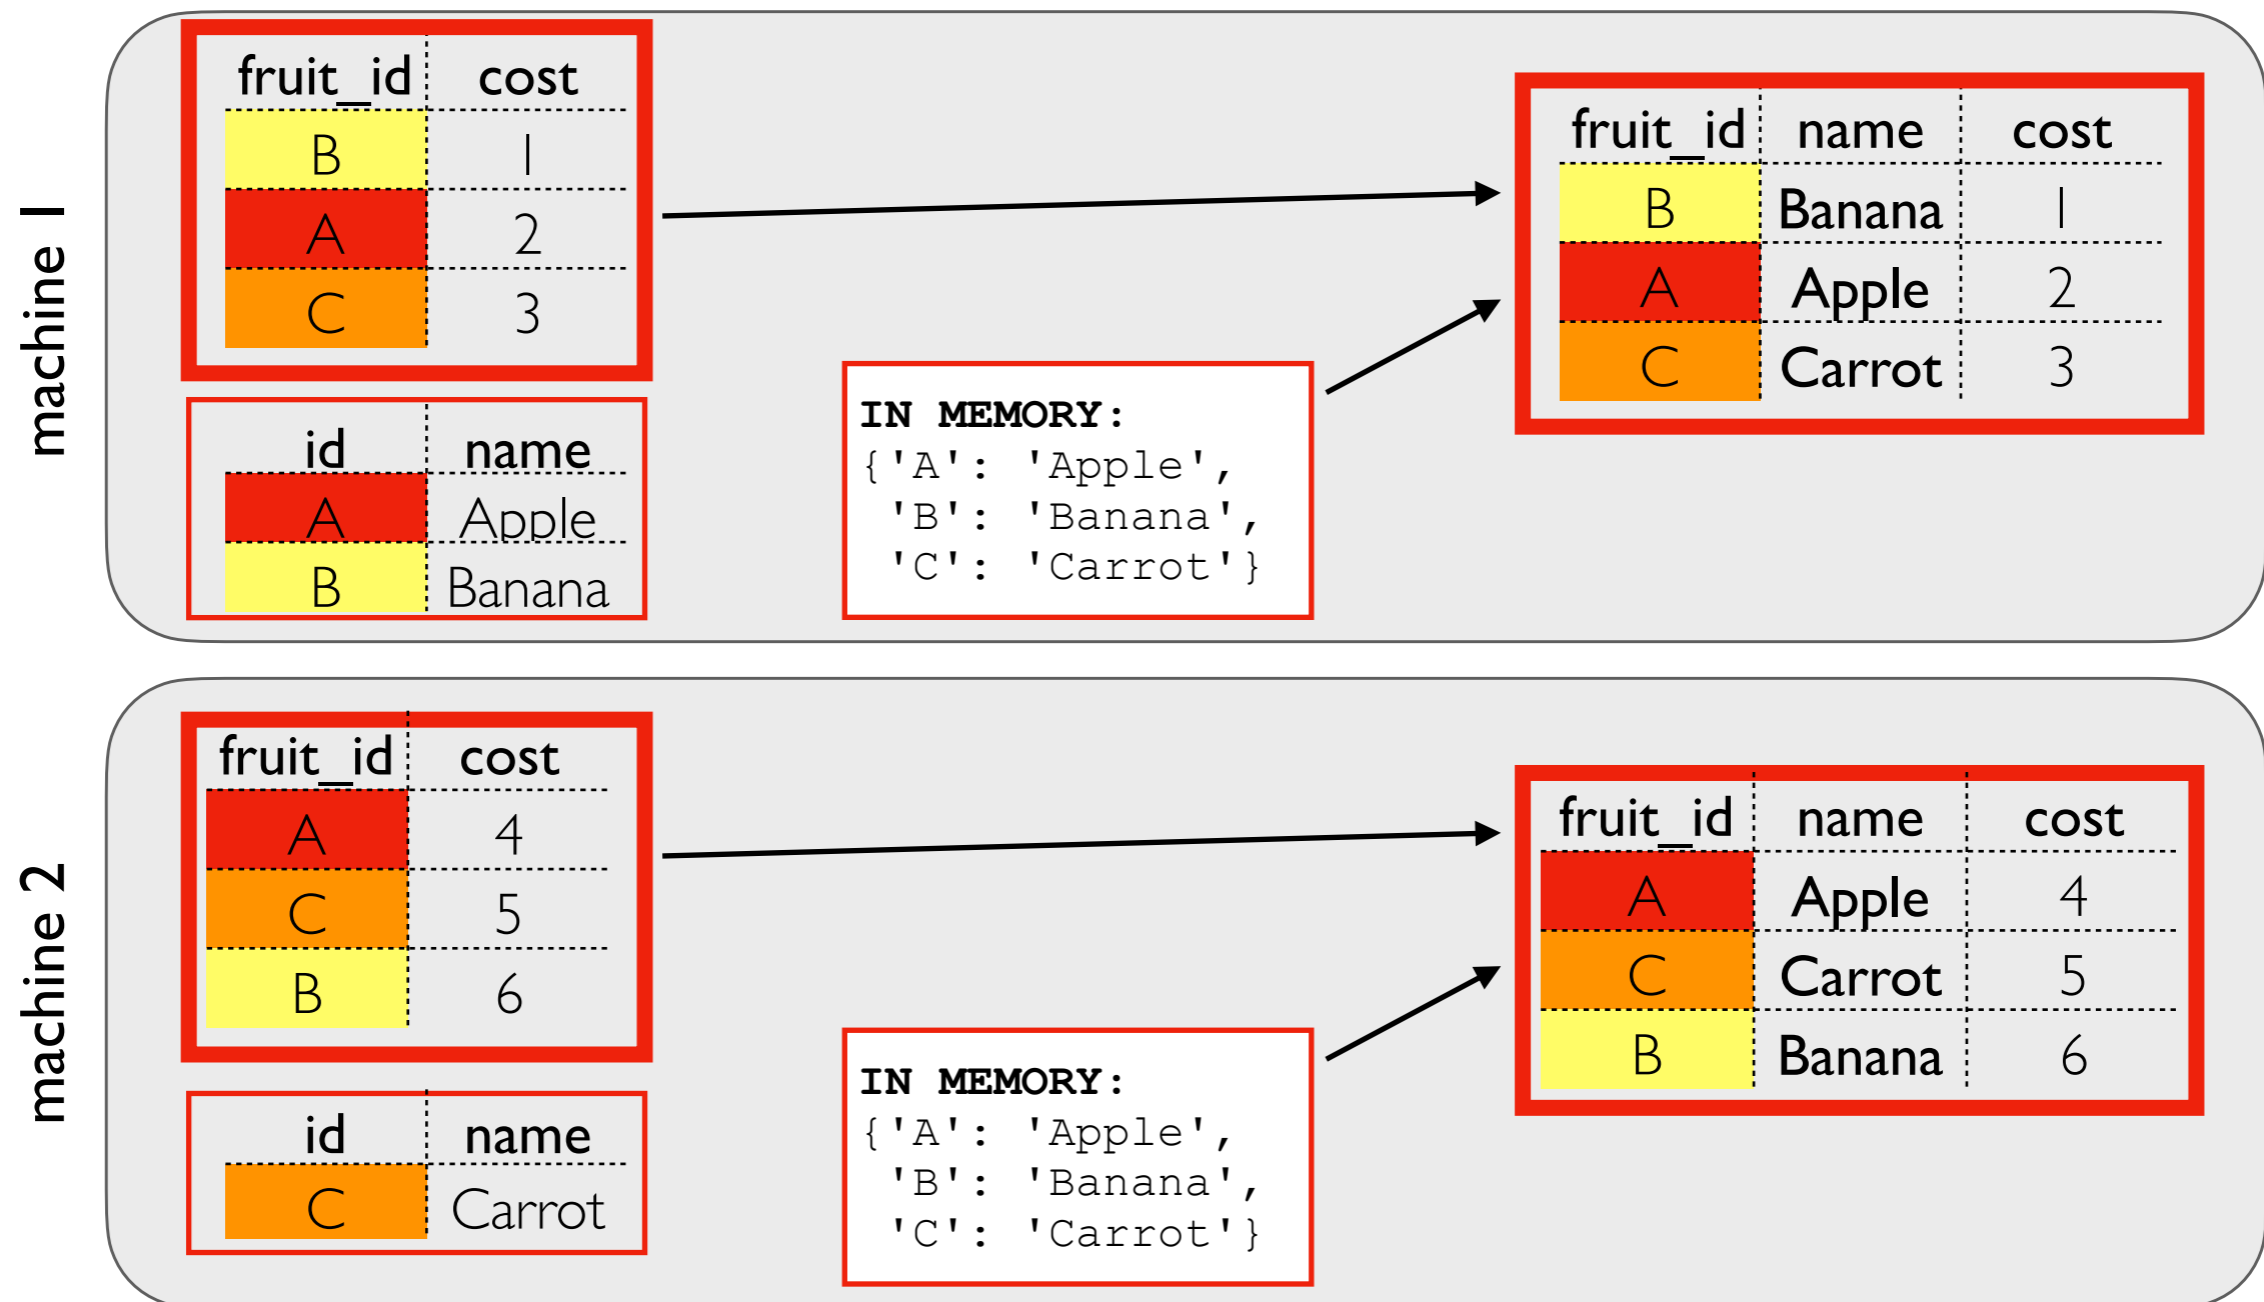 machine 1
fruit_id cost
B 1
A 2
C 3
id name
A Apple
B Banana
IN MEMORY:
{'A': 'Apple',
'B': 'Banana',
'C': 'Carrot'}
fruit_id name cost
B Banana 1
A Apple 2
C Carrot 3
machine 2
fruit_id cost
A 4
C 5
B 6
id name
C Carrot
IN MEMORY:
{'A': 'Apple',
'B': 'Banana',
'C': 'Carrot'}
fruit_id name cost
A Apple 4
C Carrot 5
B Banana 6